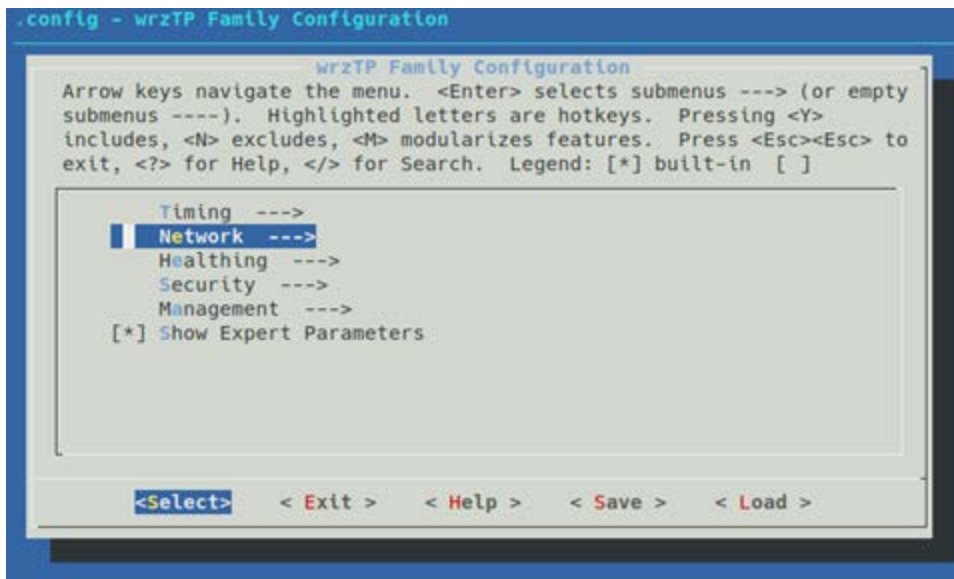 .config - wrzTP Family Configuration
wrzTP Family Configuration
Arrow keys navigate the menu.  <Enter> selects submenus ---> (or empty
submenus ----).  Highlighted letters are hotkeys.  Pressing <Y>
includes, <N> excludes, <M> modularizes features.  Press <Esc><Esc> to
exit, <?> for Help, </> for Search.  Legend: [*] built-in  [ ]
Timing  --->
Network  --->
Healthing  --->
Security  --->
Management  --->
[*] Show Expert Parameters
<Select>    < Exit >    < Help >    < Save >    < Load >